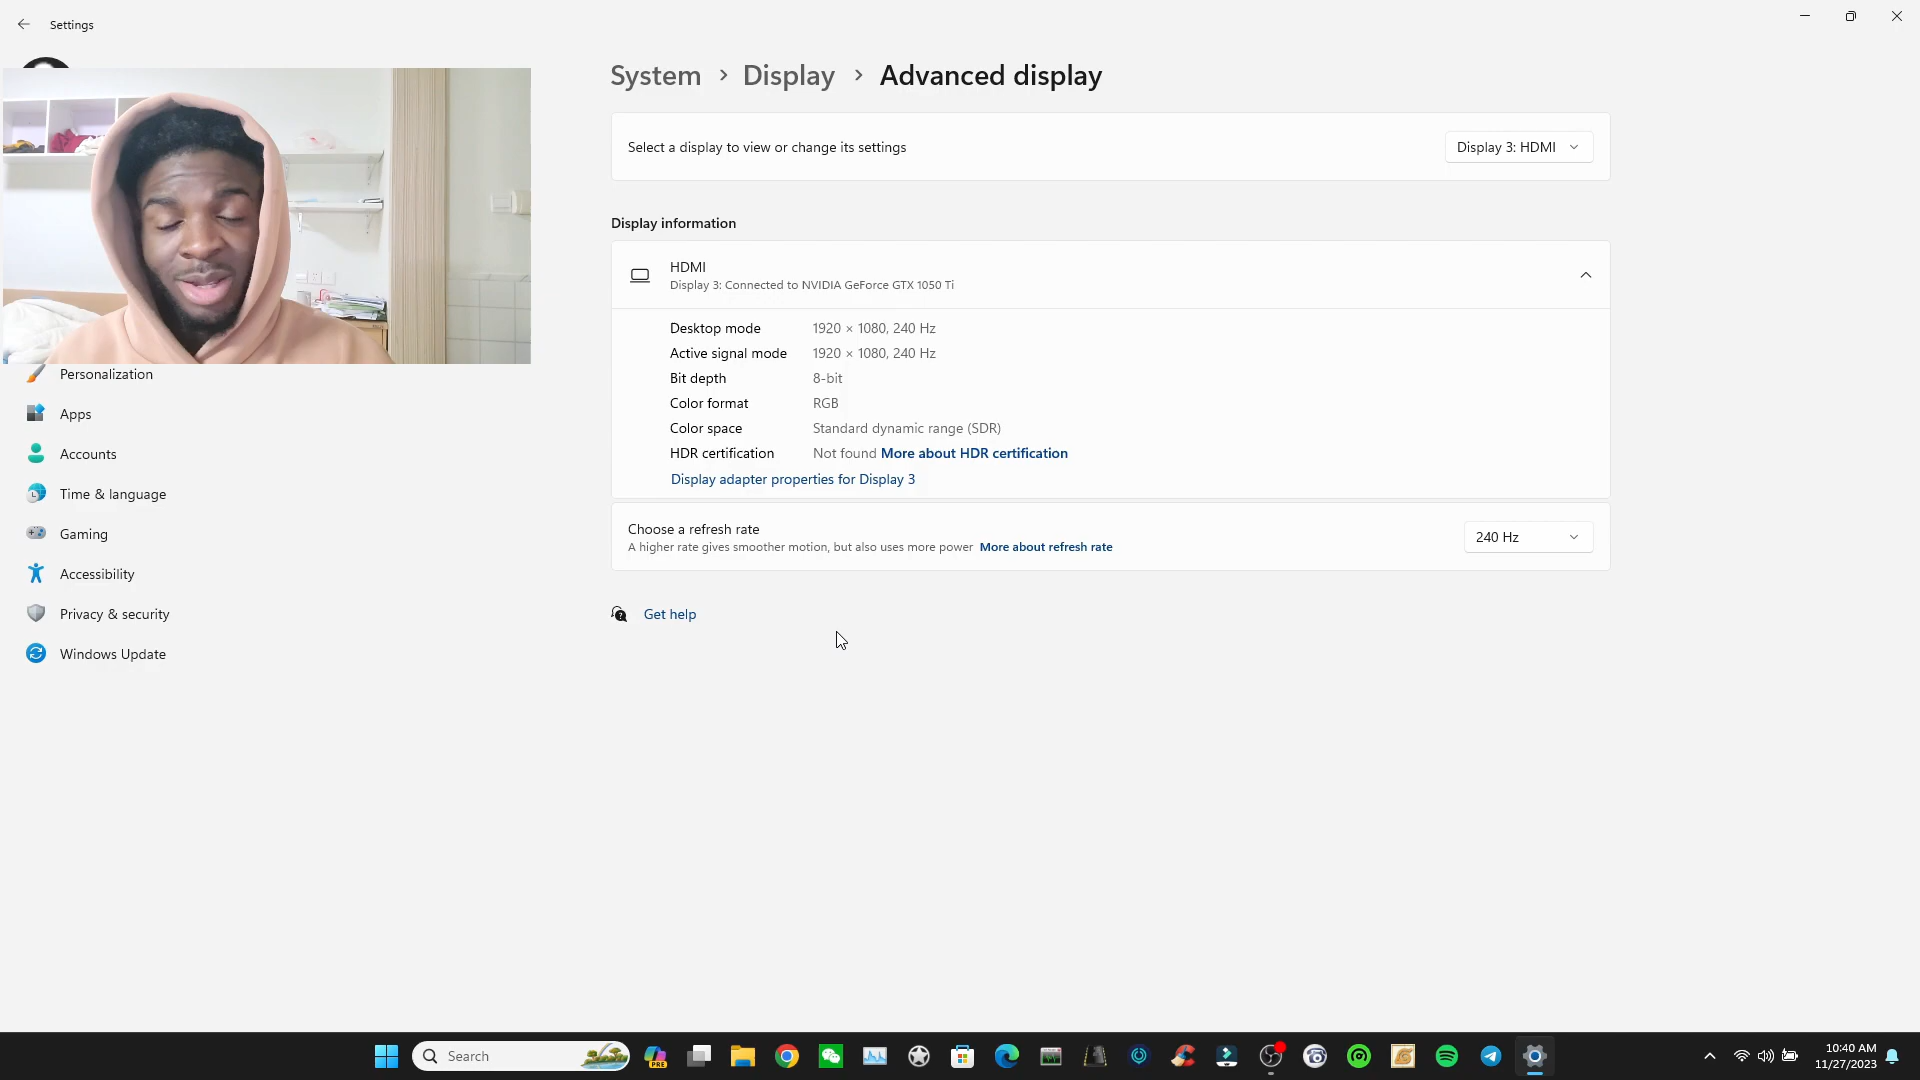 Settings
System > Display > Advanced display
Select a display to view or change its settings
Display 3: HDMI
Display information
HDMI
Display 3: Connected to NVIDIA GeForce GTX 1050 Ti
Desktop mode 1920 × 1080, 240 Hz
Active signal mode 1920 × 1080, 240 Hz
Bit depth 8-bit
Color format RGB
Color space Standard dynamic range (SDR)
HDR certification Not found More about HDR certification
Display adapter properties for Display 3
Choose a refresh rate
A higher rate gives smoother motion, but also uses more power More about refresh rate
240 Hz
Get help
Personalization
Apps
Accounts
Time & language
Gaming
Accessibility
Privacy & security
Windows Update
Search
PRE
10:40 AM
11/27/2023